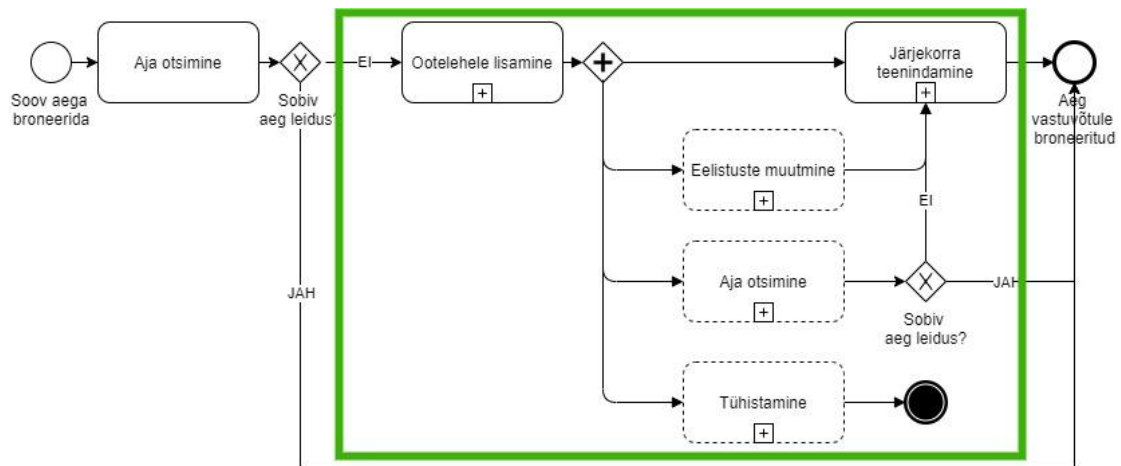 Soov aega
broneerida
Aja otsimine
Sobiv
aeg leidus?
EI
Ootelehele lisamine
Järjekorra
teenindamine
Aeg
vastuvõtule
broneeritud
Eelistuste muutmine
EI
Aja otsimine
Sobiv
aeg leidus?
JAH
JAH
Tühistamine